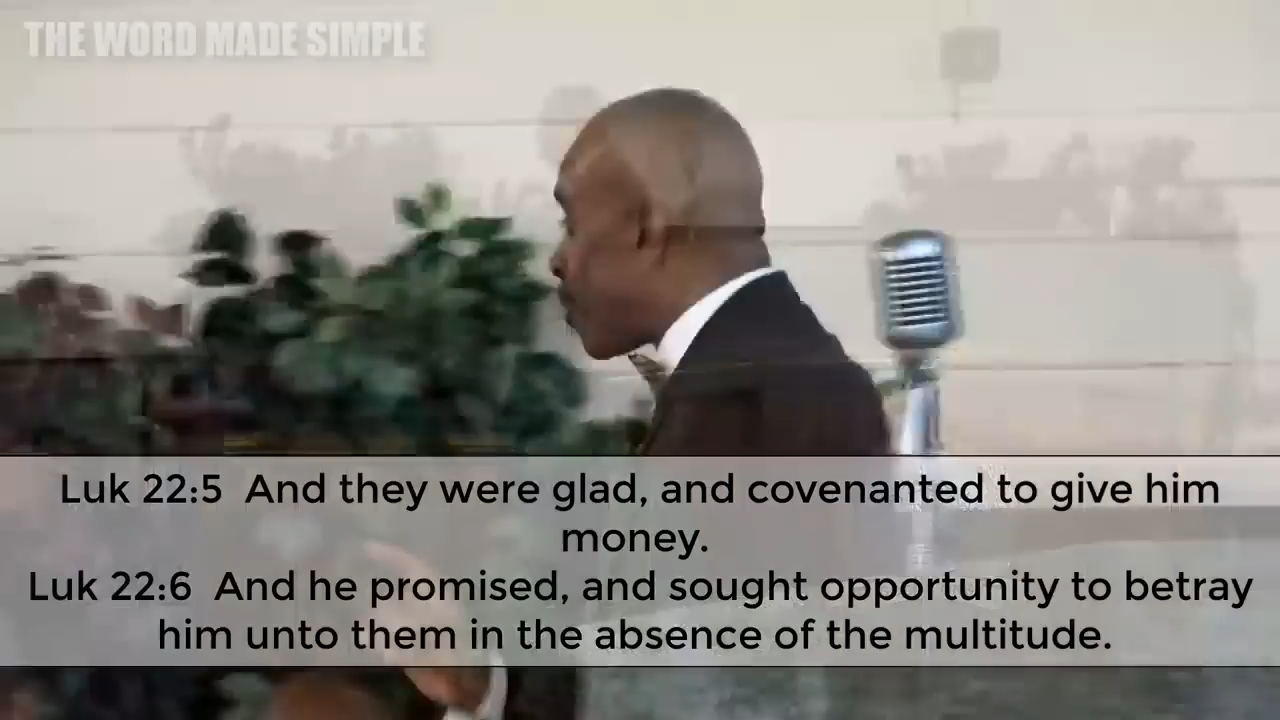 THE WORD MADE SIMPLE
Luk 22:5  And they were glad, and covenanted to give him
money.
Luk 22:6  And he promised, and sought opportunity to betray
him unto them in the absence of the multitude.